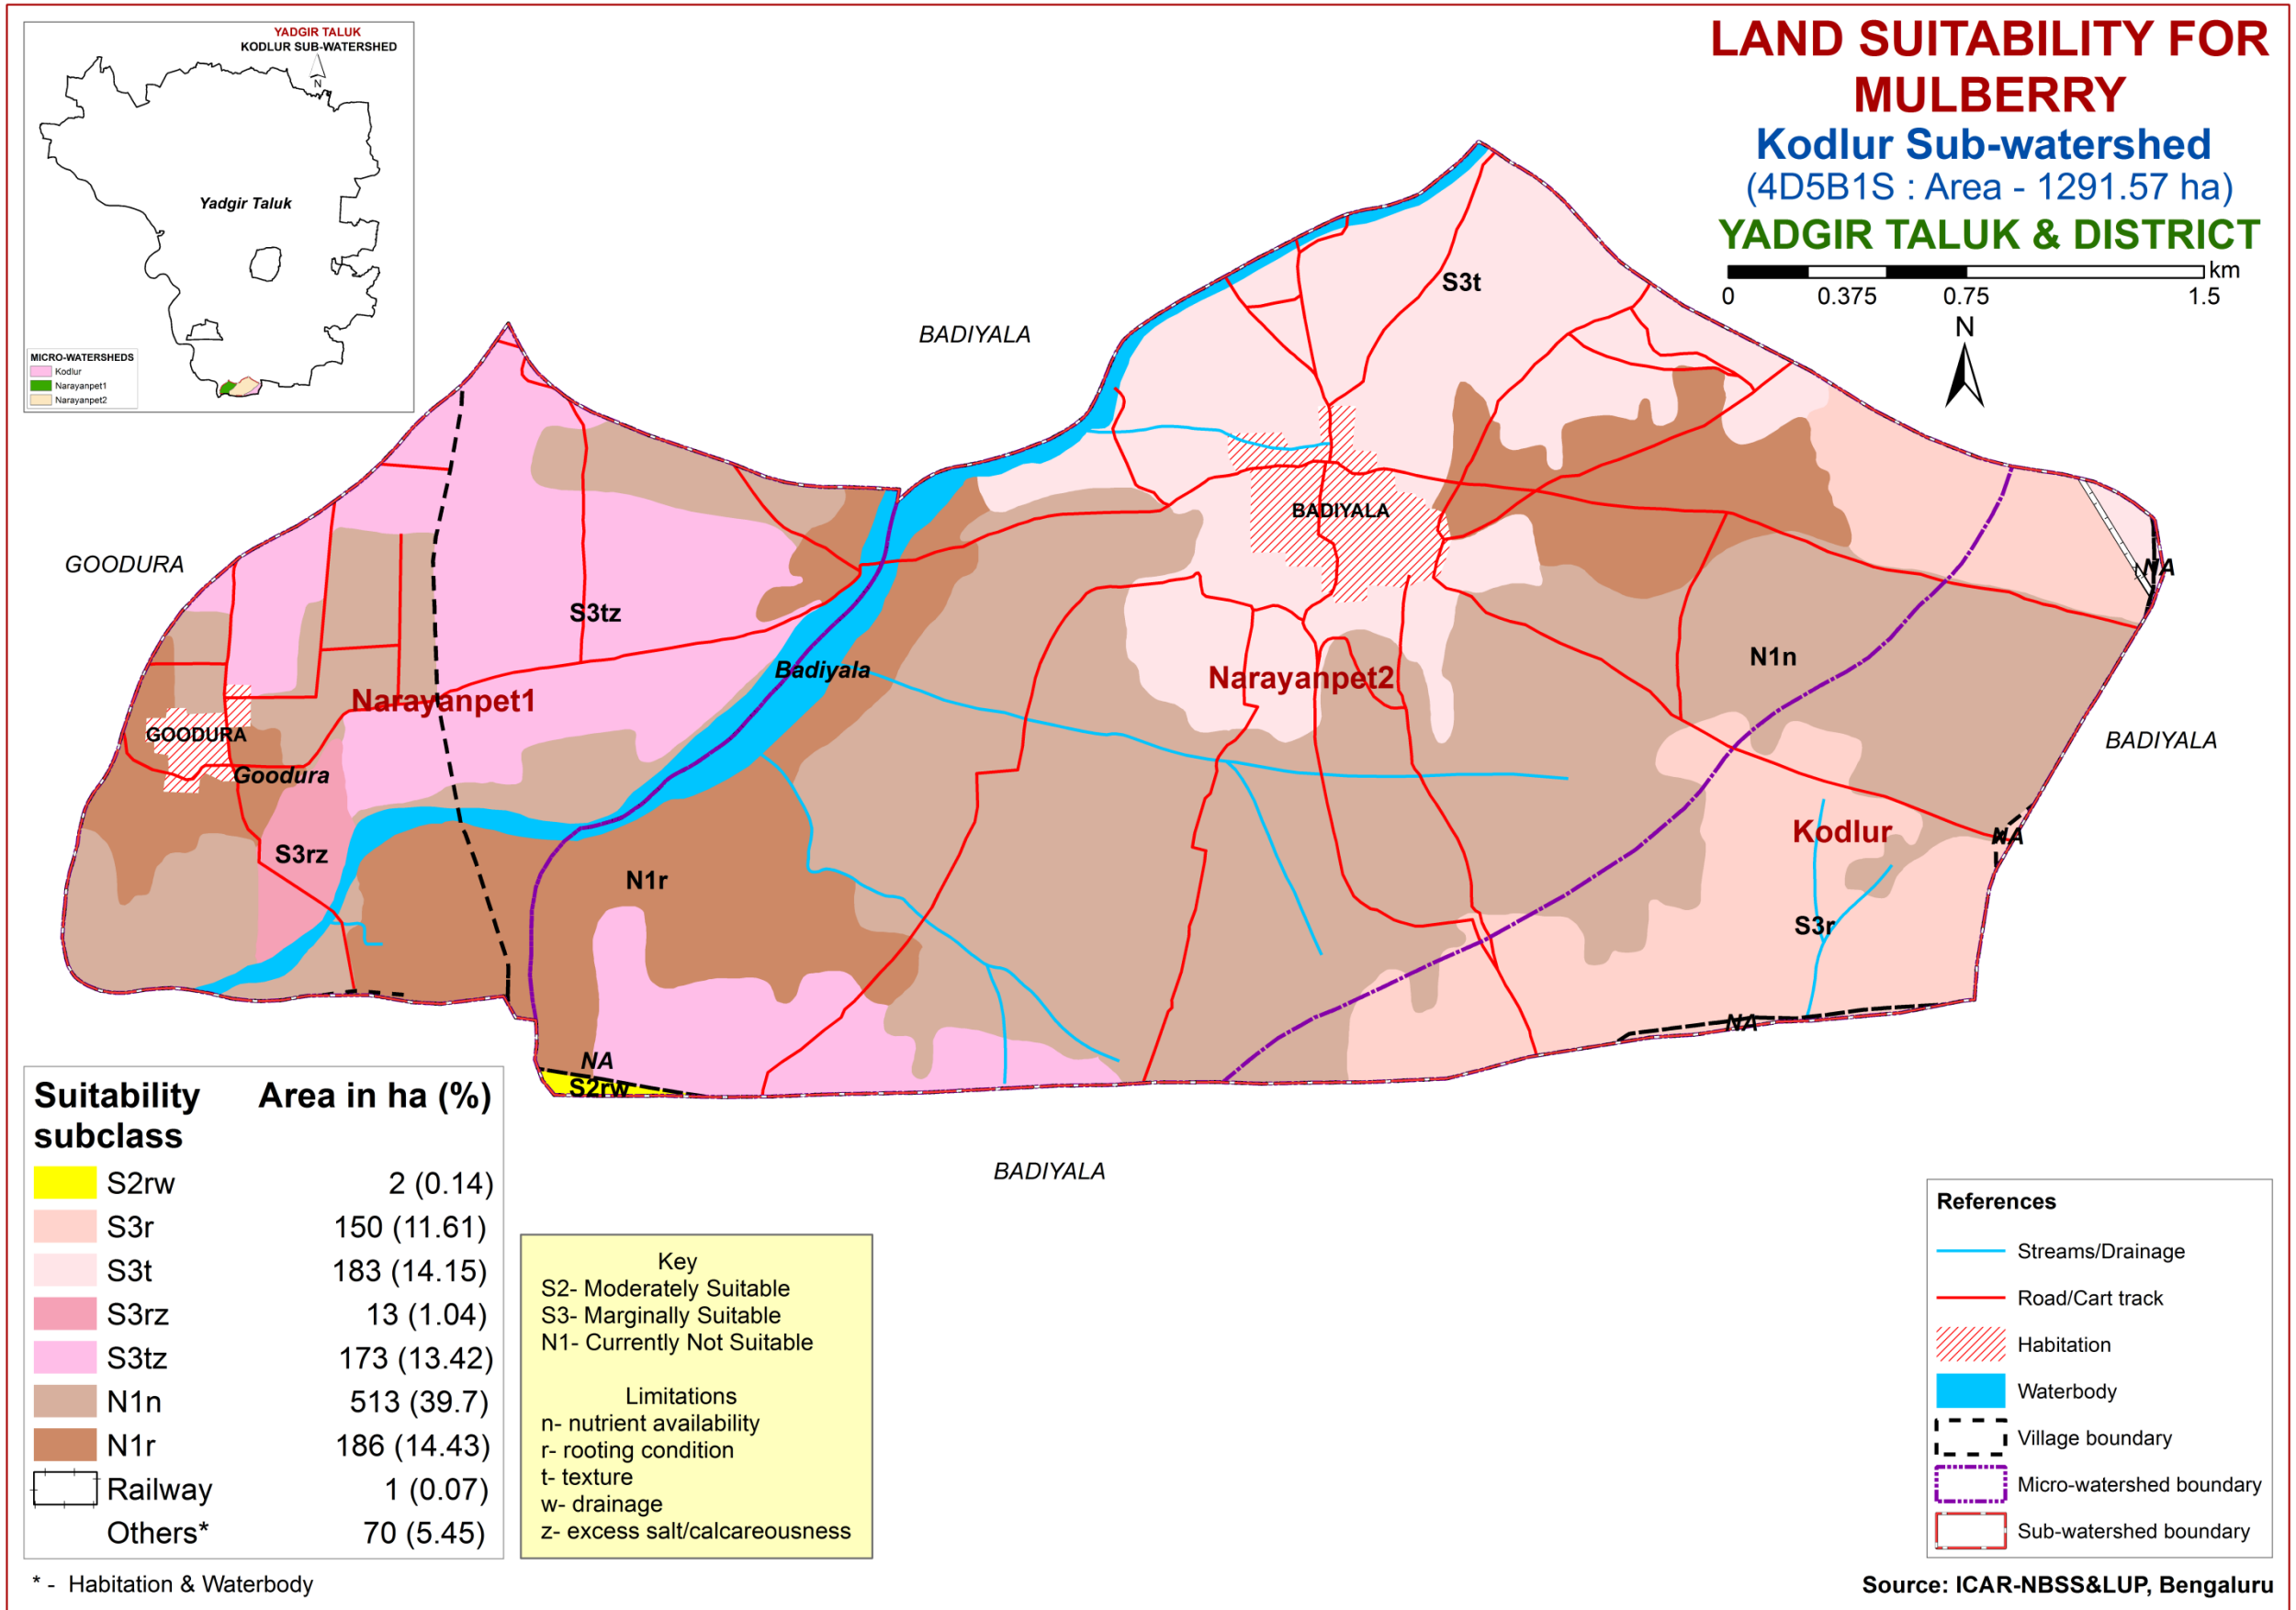 YADGIR TALUK
KODLUR SUB-WATERSHED
N
Yadgir Taluk
MICRO-WATERSHEDS
Kodlur
Narayanpet1
Narayanpet2
LAND SUITABILITY FOR
MULBERRY
Kodlur Sub-watershed
(4D5B1S : Area - 1291.57 ha)
YADGIR TALUK & DISTRICT
km
0 0.375 0.75 1.5
N
S3t
BADIYALA
BADIYALA
GOODURA
NA
S3tz
N1n
Badiyala
Narayanpet2
Narayanpet1
GOODURA
BADIYALA
Goodura
Kodlur
NA
S3rz
N1r
S3r
NA
NA
S2rw
BADIYALA
Suitability Area in ha (%)
subclass
S2rw 2 (0.14)
S3r 150 (11.61)
S3t 183 (14.15)
S3rz 13 (1.04)
S3tz 173 (13.42)
N1n 513 (39.7)
N1r 186 (14.43)
Railway 1 (0.07)
Others* 70 (5.45)
* - Habitation & Waterbody
Key
S2- Moderately Suitable
S3- Marginally Suitable
N1- Currently Not Suitable
Limitations
n- nutrient availability
r- rooting condition
t- texture
w- drainage
z- excess salt/calcareousness
References
Streams/Drainage
Road/Cart track
Habitation
Waterbody
Village boundary
Micro-watershed boundary
Sub-watershed boundary
Source: ICAR-NBSS&LUP, Bengaluru